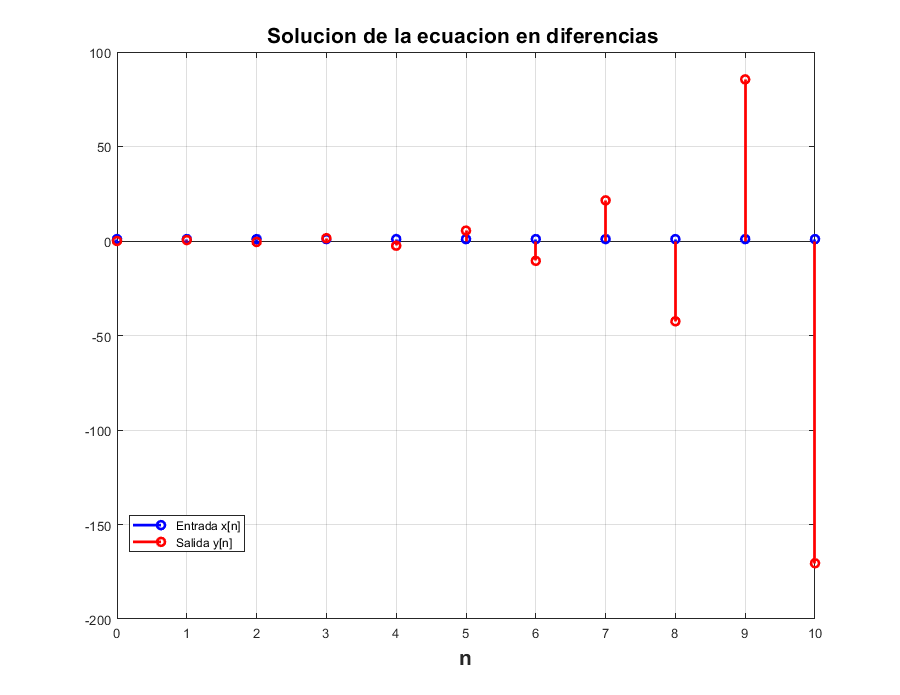 Solucion de la ecuacion en diferencias
100
50
0
-50
-100
-150
-200
Entrada x[n]
Salida y[n]
0 1 2 3 4 5 6 7 8 9 10
n